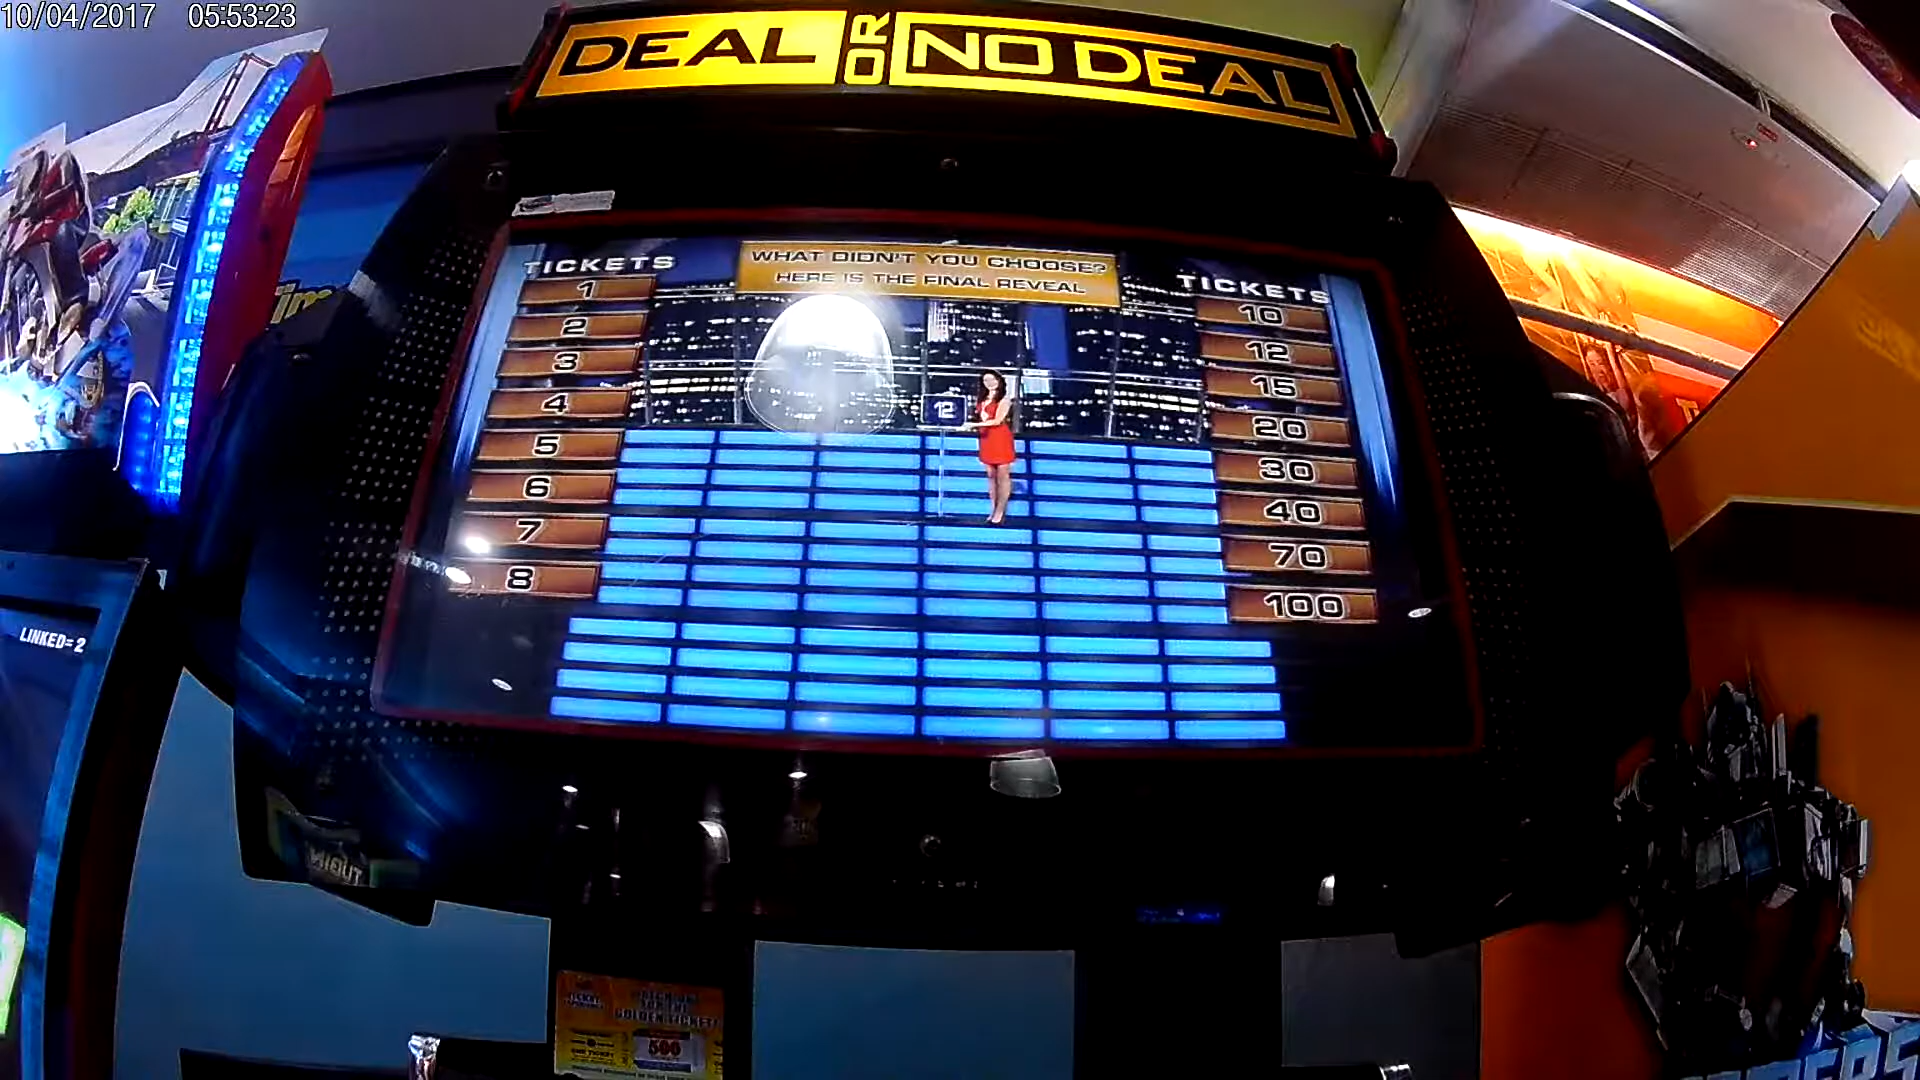 10/04/2017 05:53:23
DEAL OR NO DEAL
WHAT DIDN'T YOU CHOOSE?
HERE IS THE FINAL REVEAL
TICKETS
1
2
3
4
5
6
7
8
12
TICKETS
10
12
15
20
30
40
70
100
LINKED=2
GOLDEN TICKET!
500